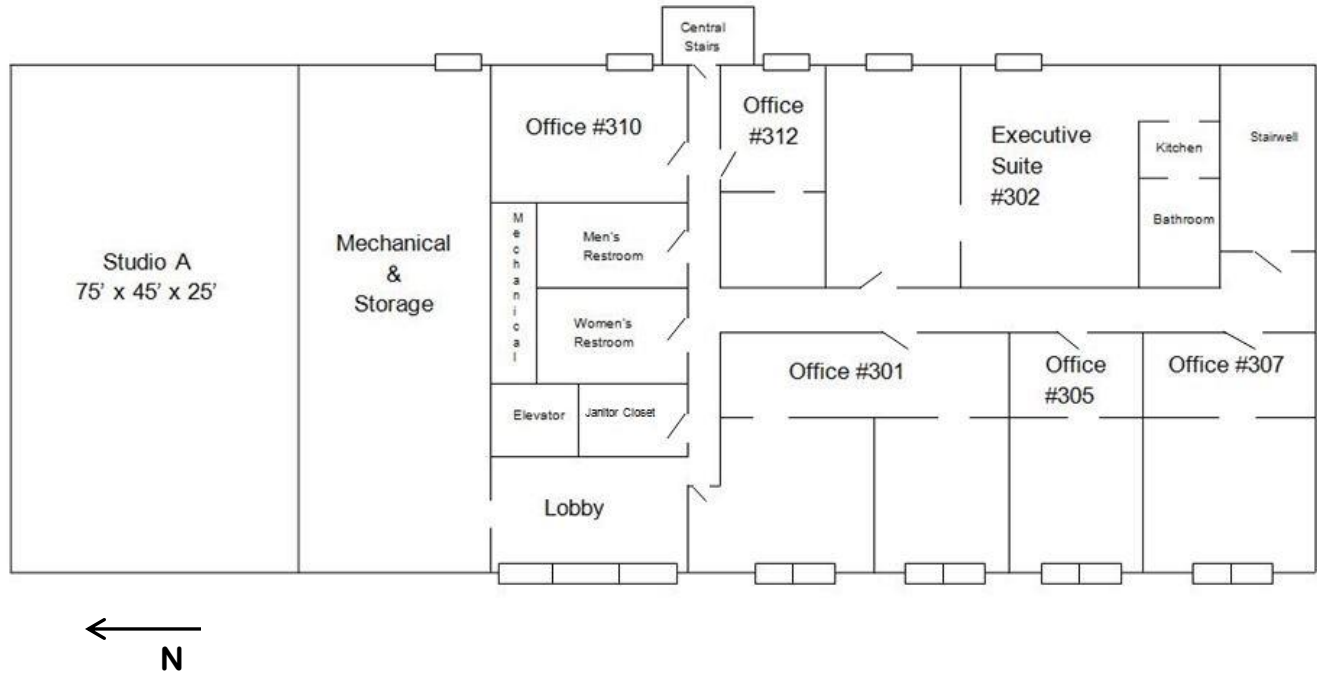 Central
Stairs
Office #310
Office
#312
Executive
Suite
#302
Kitchen
Stairwell
Bathroom
Studio A
75’ x 45’ x 25’
Mechanical
&
Storage
Mechanical
Men's
Restroom
Women's
Restroom
Elevator
Janitor Closet
Lobby
Office #301
Office
#305
Office #307
N